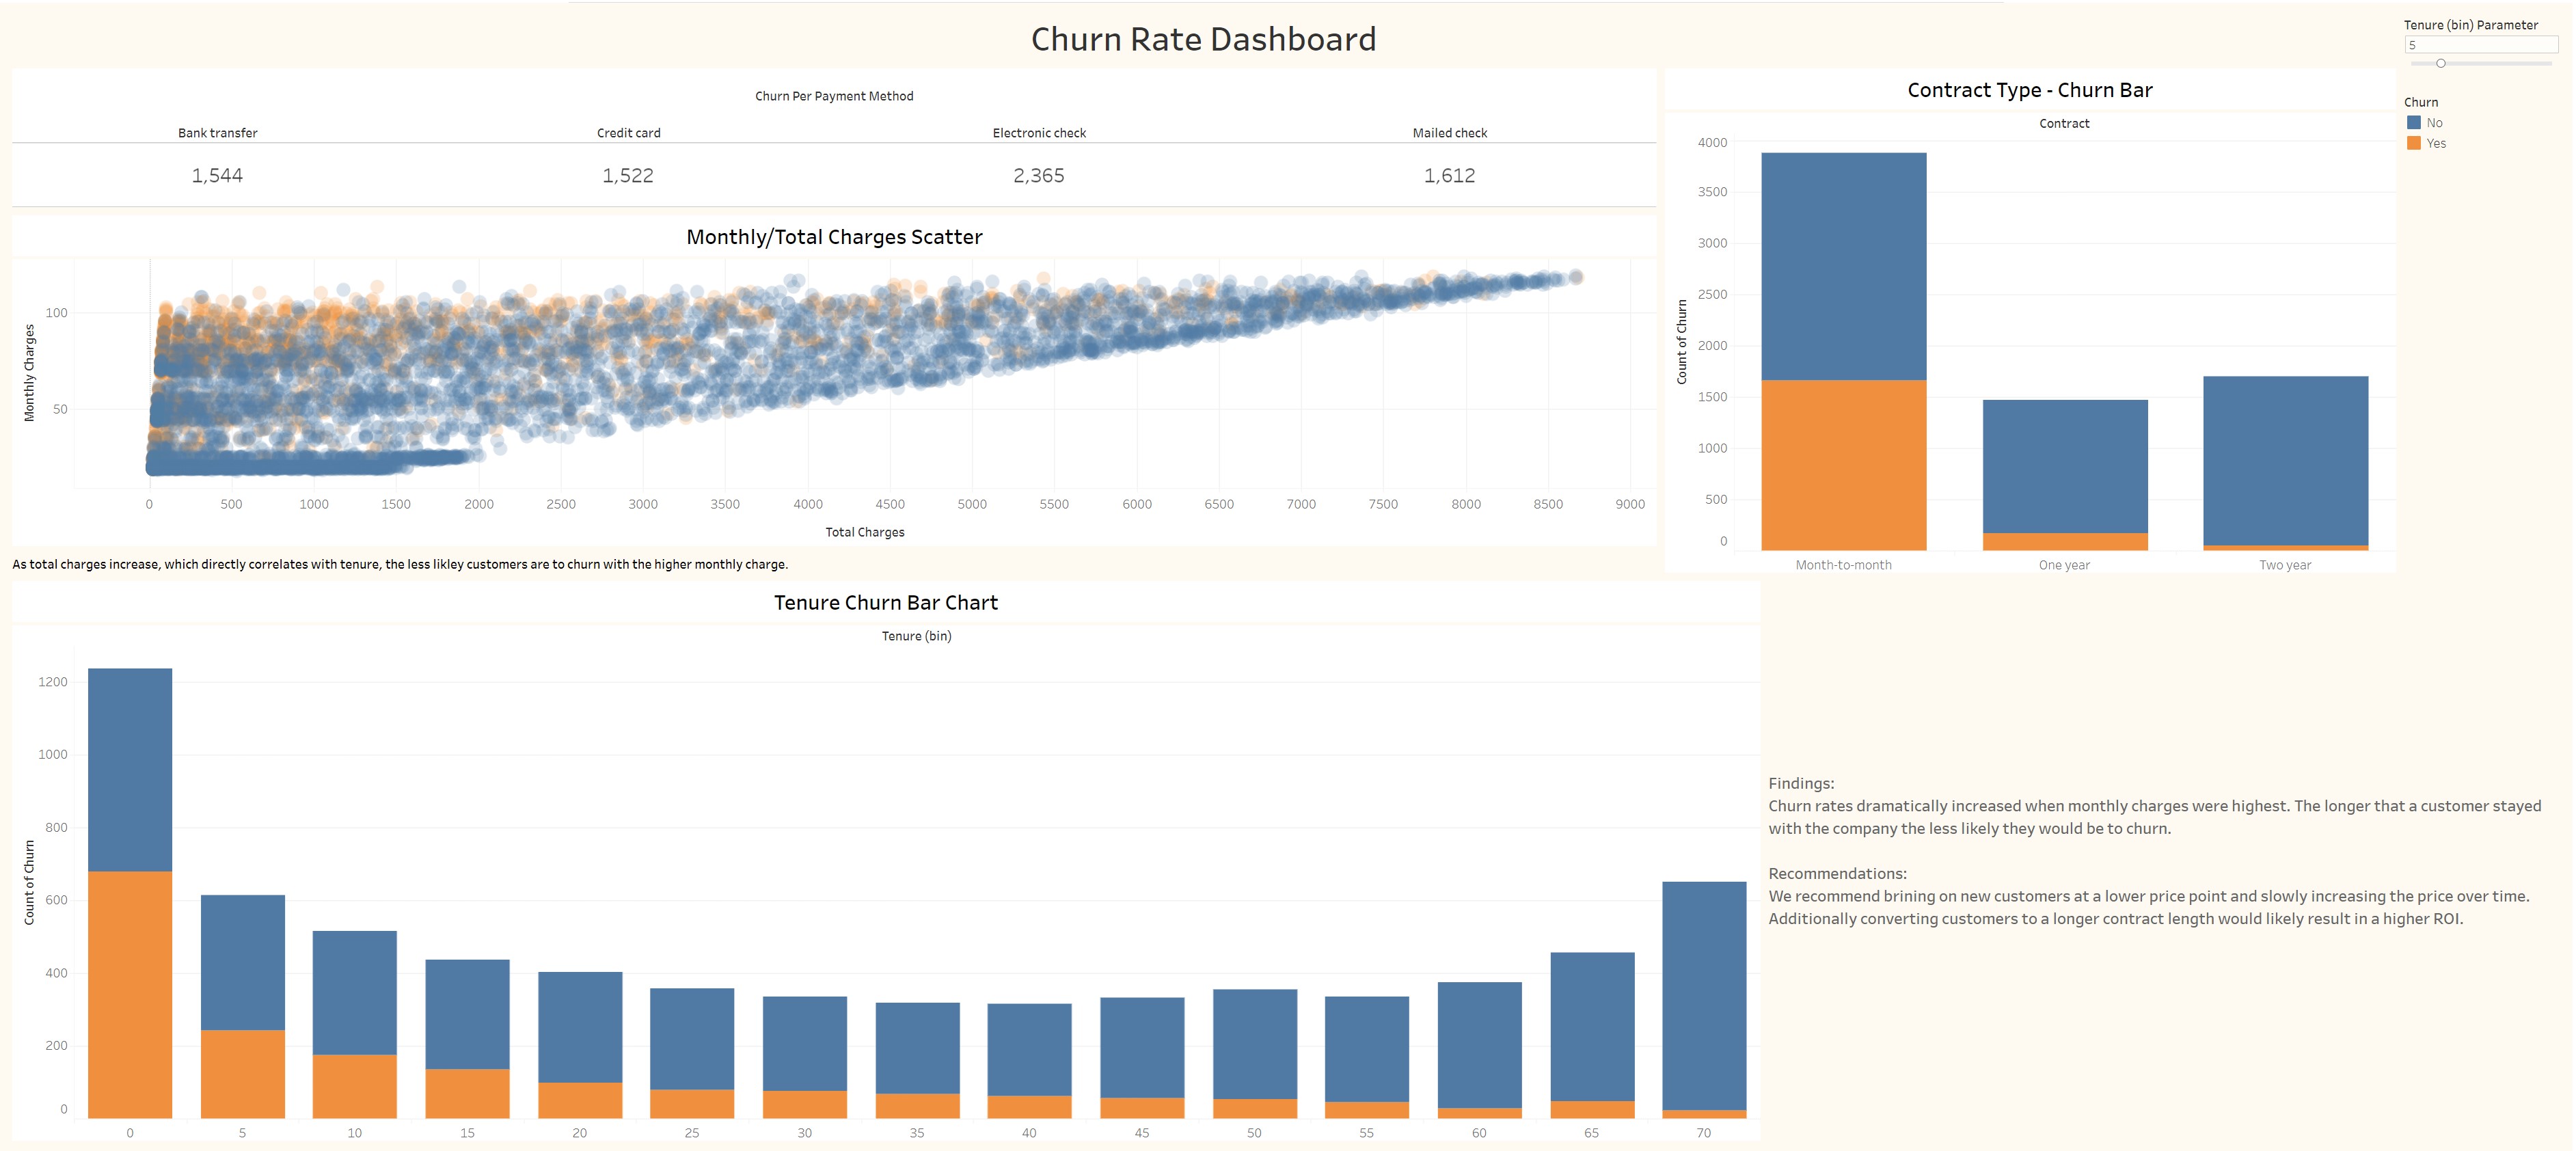 Churn Rate Dashboard
Tenure (bin) Parameter
5
Churn
No
Yes
Churn Per Payment Method
Bank transfer Credit card Electronic check Mailed check
1,544 1,522 2,365 1,612
Monthly/Total Charges Scatter
Monthly Charges
100
50
0 500 1000 1500 2000 2500 3000 3500 4000 4500 5000 5500 6000 6500 7000 7500 8000 8500 9000
Total Charges
As total charges increase, which directly correlates with tenure, the less likley customers are to churn with the higher monthly charge.
Contract Type - Churn Bar
Contract
Count of Churn
4000
3500
3000
2500
2000
1500
1000
500
0
Month-to-month One year Two year
Tenure Churn Bar Chart
Tenure (bin)
Count of Churn
1200
1000
800
600
400
200
0
0 5 10 15 20 25 30 35 40 45 50 55 60 65 70
Findings:
Churn rates dramatically increased when monthly charges were highest. The longer that a customer stayed
with the company the less likely they would be to churn.
Recommendations:
We recommend brining on new customers at a lower price point and slowly increasing the price over time.
Additionally converting customers to a longer contract length would likely result in a higher ROI.